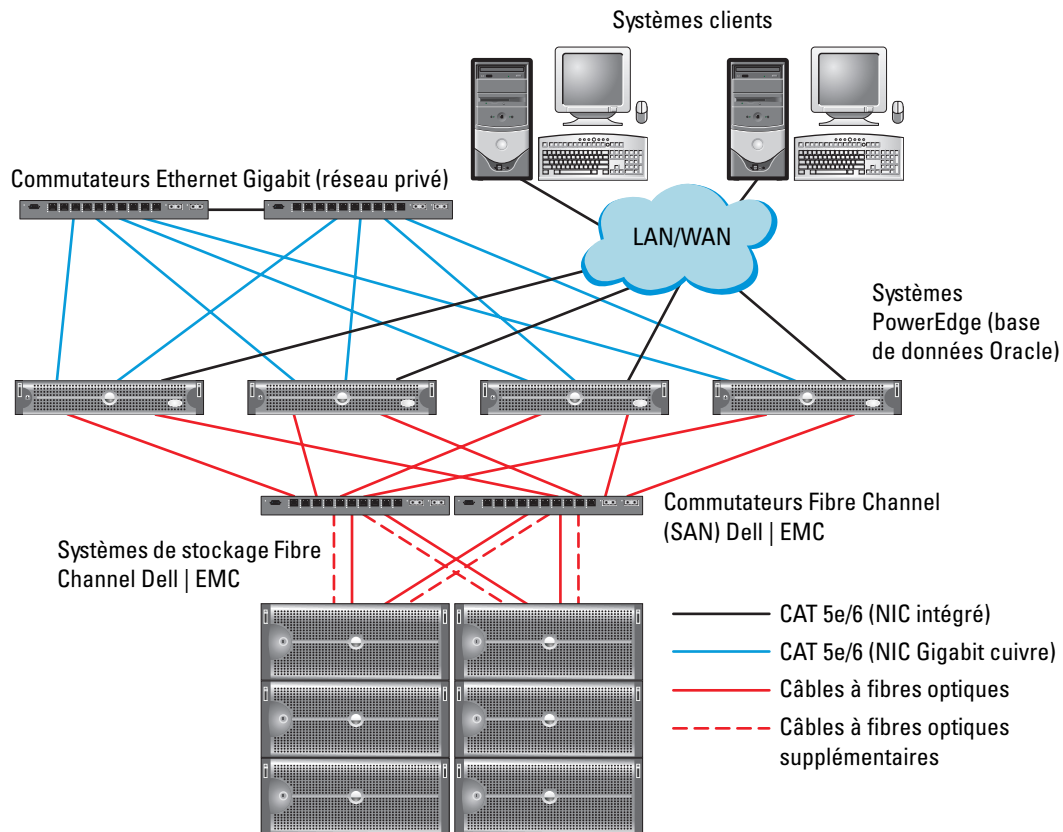 Systèmes clients
Commutateurs Ethernet Gigabit (réseau privé)
LAN/WAN
Systèmes
PowerEdge (base
de données Oracle)
Commutateurs Fibre Channel
(SAN) Dell | EMC
Systèmes de stockage Fibre
Channel Dell | EMC
CAT 5e/6 (NIC intégré)
CAT 5e/6 (NIC Gigabit cuivre)
Câbles à fibres optiques
Câbles à fibres optiques
supplémentaires